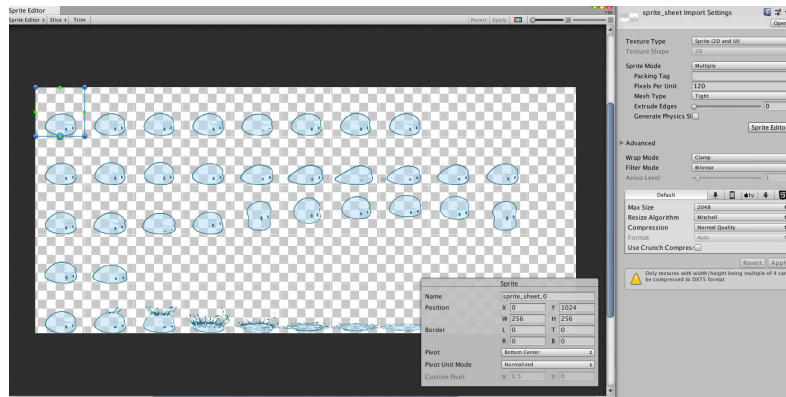 Sprite Editor
Sprite Editor Slice Trim Revert Apply
sprite_sheet Import Settings
Open
Texture Type Sprite (2D and UI)
Texture Shape 2D
Sprite Mode Multiple
Packing Tag
Pixels Per Unit 120
Mesh Type Tight
Extrude Edges 0
Generate Physics S
Sprite Edito
Advanced
Wrap Mode Clamp
Filter Mode Bilinear
Aniso Level 1
Default tv
Max Size 2048
Resize Algorithm Mitchell
Compression Normal Quality
Format Auto
Use Crunch Compres
Revert Appl
Only textures with width/height being multiple of 4 can
be compressed to DXT5 format
Sprite
Name sprite_sheet_0
Position X 0 Y 1024
W 256 H 256
Border L 0 T 0
R 0 B 0
Pivot Bottom Center
Pivot Unit Mode Normalized
Custom Pivot X 0.5 Y 0